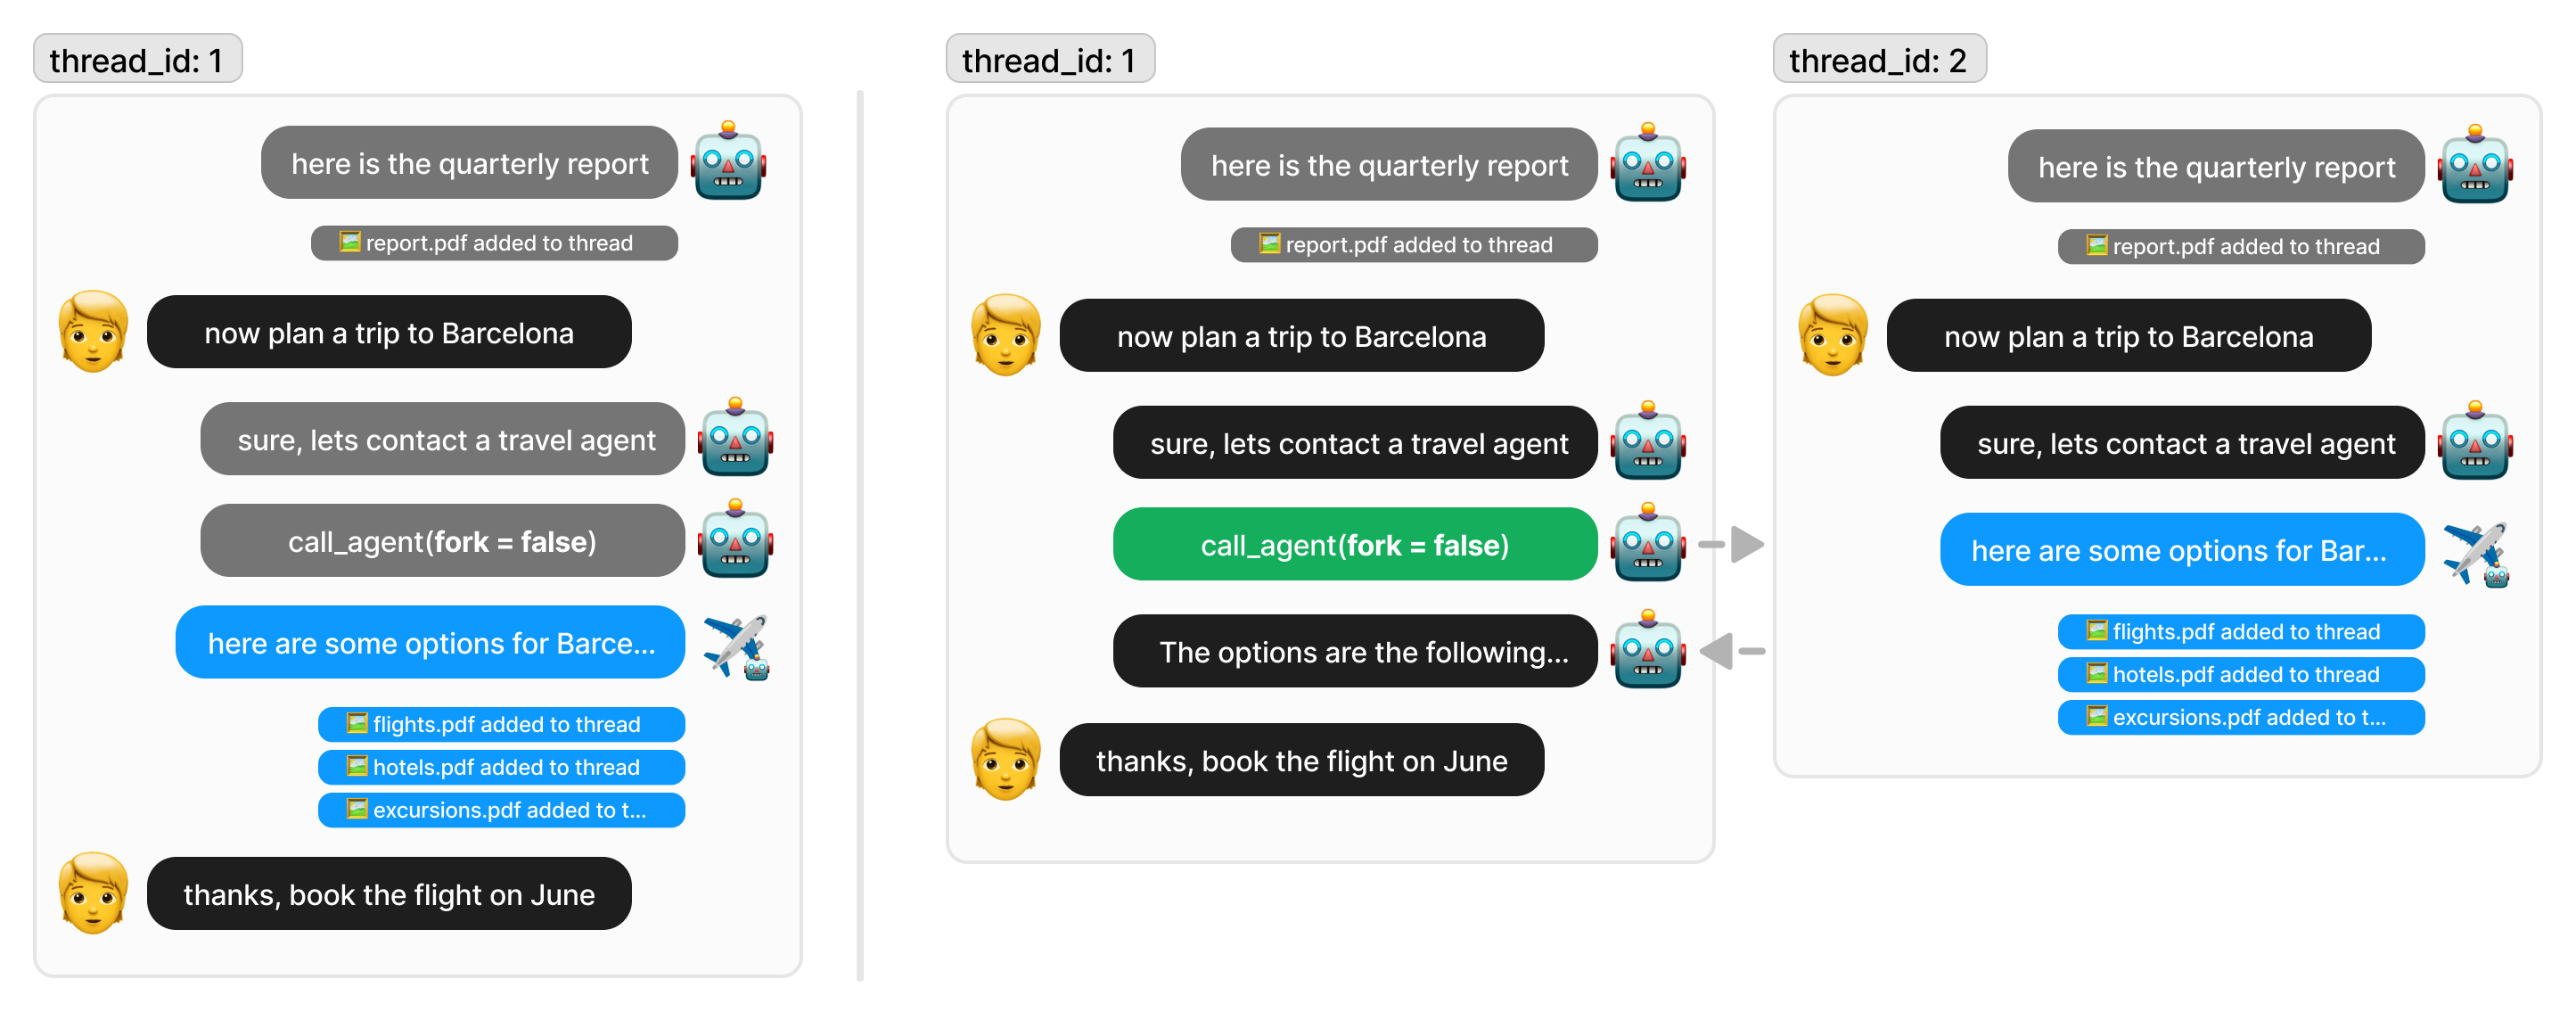 thread_id: 1
here is the quarterly report
report.pdf added to thread
now plan a trip to Barcelona
sure, lets contact a travel agent
call_agent(fork = false)
here are some options for Barce...
flights.pdf added to thread
hotels.pdf added to thread
excursions.pdf added to t...
thanks, book the flight on June
thread_id: 1
here is the quarterly report
report.pdf added to thread
now plan a trip to Barcelona
sure, lets contact a travel agent
call_agent(fork = false)
The options are the following...
thanks, book the flight on June
thread_id: 2
here is the quarterly report
report.pdf added to thread
now plan a trip to Barcelona
sure, lets contact a travel agent
here are some options for Bar...
flights.pdf added to thread
hotels.pdf added to thread
excursions.pdf added to t...